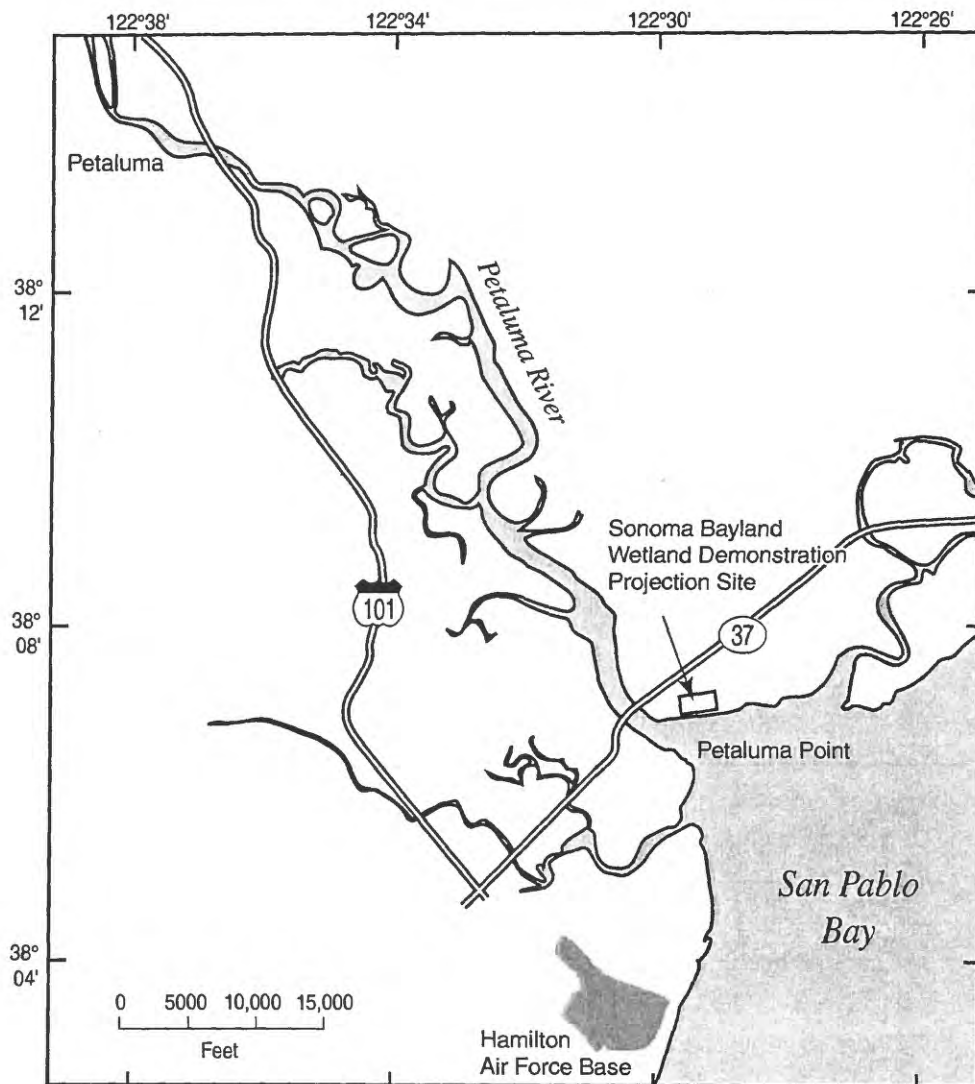 122°38' 122°34' 122°30' 122°26'
Petaluma
Petaluma River
38°
12'
Sonoma Bayland
Wetland Demonstration
Projection Site
38°
08'
101
37
Petaluma Point
San Pablo
Bay
38°
04'
0 5000 10,000 15,000
Feet
Hamilton
Air Force Base